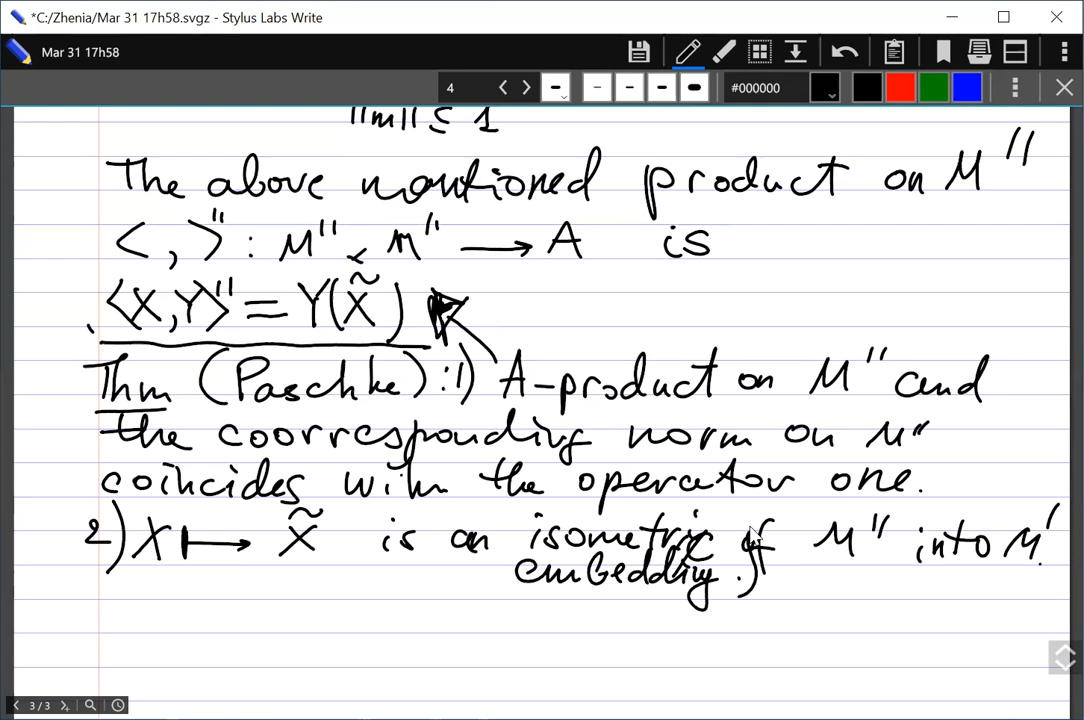 *C:/Zhenia/Mar 31 17h58.svgz - Stylus Labs Write
Mar 31 17h58
4
#000000
||m|| ≤ 1
The above mentioned product on M''
<,>'': M'' × M'' ⟶ A is
<X,Y>'' = Y(X̃)
Thm (Paschke): 1) A-product on M'' and
the coorresponding norm on M''
coincides with the operator one.
2) X ⟼ X̃ is an isometric of M'' into M'.
embedding.
3/3